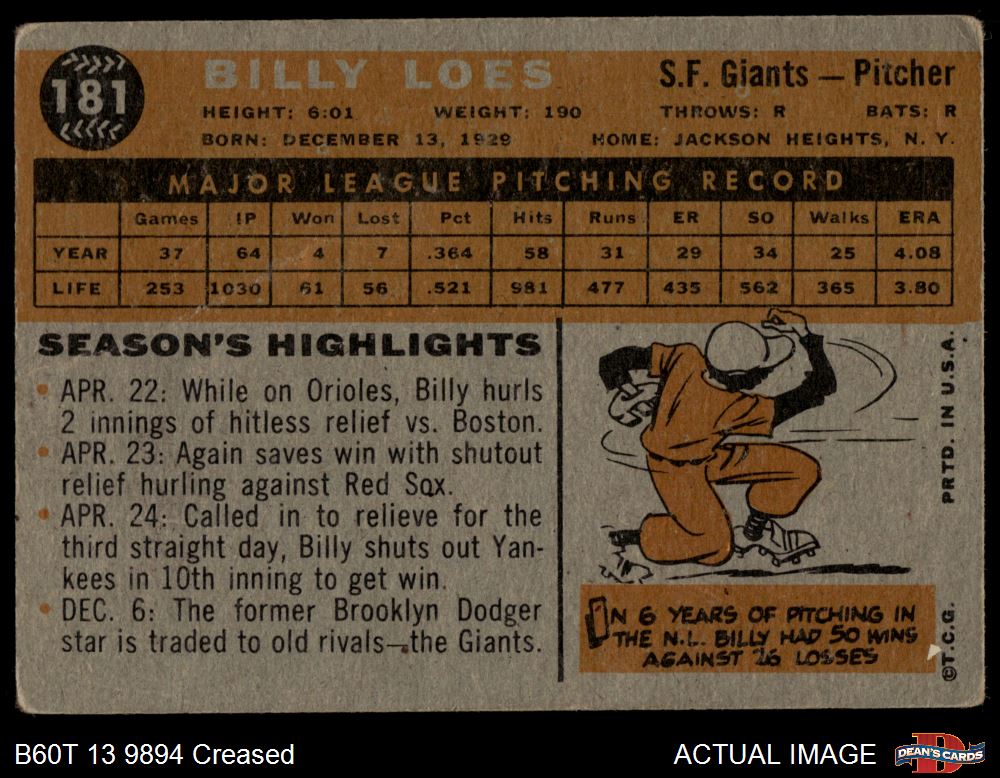 181
BILLY LOES
S.F. Giants — Pitcher
HEIGHT: 6:01 WEIGHT: 190 THROWS: R BATS: R
BORN: DECEMBER 13, 1929 HOME: JACKSON HEIGHTS, N. Y.
MAJOR LEAGUE PITCHING RECORD
Games IP Won Lost Pct Hits Runs ER SO Walks ERA
YEAR 37 64 4 7 .364 58 31 29 34 25 4.08
LIFE 253 1030 61 56 .521 981 477 435 562 365 3.80
SEASON'S HIGHLIGHTS
• APR. 22: While on Orioles, Billy hurls
2 innings of hitless relief vs. Boston.
• APR. 23: Again saves win with shutout
relief hurling against Red Sox.
• APR. 24: Called in to relieve for the
third straight day, Billy shuts out Yan-
kees in 10th inning to get win.
• DEC. 6: The former Brooklyn Dodger
star is traded to old rivals—the Giants.
IN 6 YEARS OF PITCHING IN
THE N.L. BILLY HAD 50 WINS
AGAINST 26 LOSSES
PRTD. IN U.S.A.
©T.C.G.
B60T 13 9894 Creased
ACTUAL IMAGE
DEAN'S CARDS